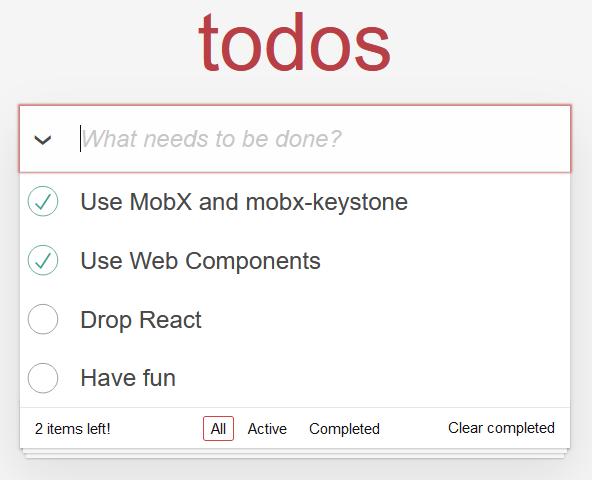 todos
What needs to be done?
Use MobX and mobx-keystone
Use Web Components
Drop React
Have fun
2 items left! All Active Completed Clear completed